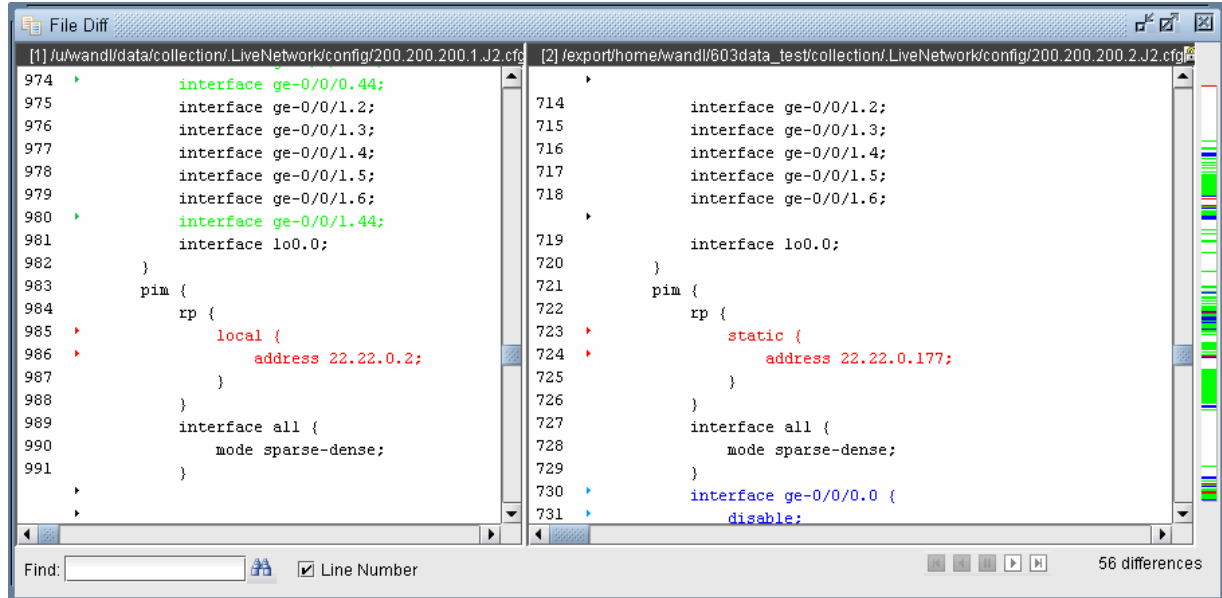 File Diff
[1] /u/wandl/data/collection/.LiveNetwork/config/200.200.200.1.J2.cfg
974 interface ge-0/0/0.44;
975 interface ge-0/0/1.2;
976 interface ge-0/0/1.3;
977 interface ge-0/0/1.4;
978 interface ge-0/0/1.5;
979 interface ge-0/0/1.6;
980 interface ge-0/0/1.44;
981 interface lo0.0;
982 }
983 pim {
984 rp {
985 local {
986 address 22.22.0.2;
987 }
988 }
989 interface all {
990 mode sparse-dense;
991 }
[2] /export/home/wandl/603data_test/collection/.LiveNetwork/config/200.200.200.2.J2.cfg
714 interface ge-0/0/1.2;
715 interface ge-0/0/1.3;
716 interface ge-0/0/1.4;
717 interface ge-0/0/1.5;
718 interface ge-0/0/1.6;
719 interface lo0.0;
720 }
721 pim {
722 rp {
723 static {
724 address 22.22.0.177;
725 }
726 }
727 interface all {
728 mode sparse-dense;
729 }
730 interface ge-0/0/0.0 {
731 disable;
Find:
Line Number
56 differences